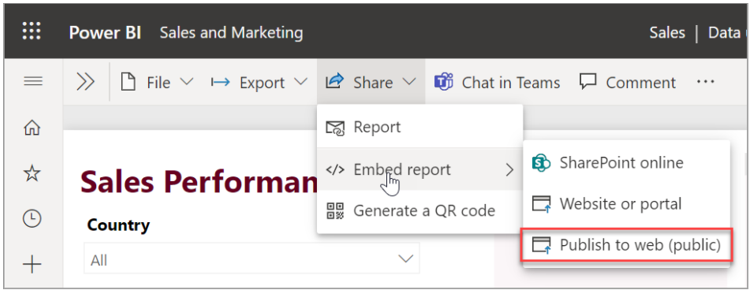 Power BI Sales and Marketing Sales | Data
File Export Share Chat in Teams Comment ...
Report
Embed report
Generate a QR code
SharePoint online
Website or portal
Publish to web (public)
Sales Performan
Country
All